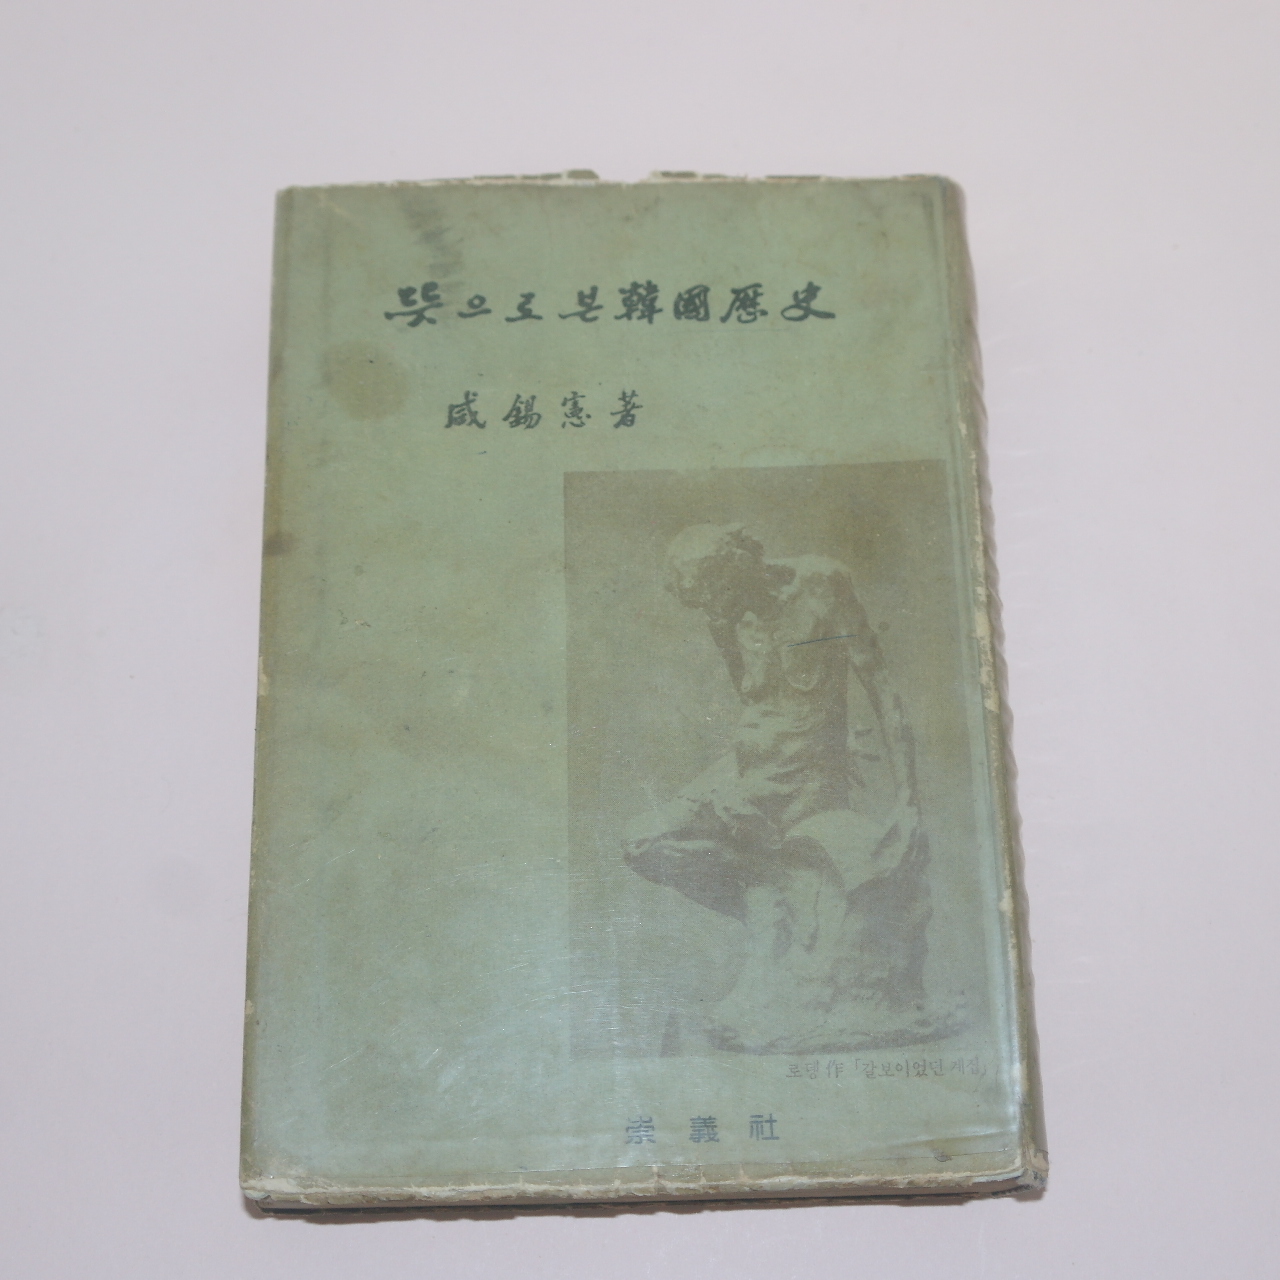 뜻으로 본 韓國歷史
咸錫憲 著
로댕 作 「갈보이었던 계집」
崇義社